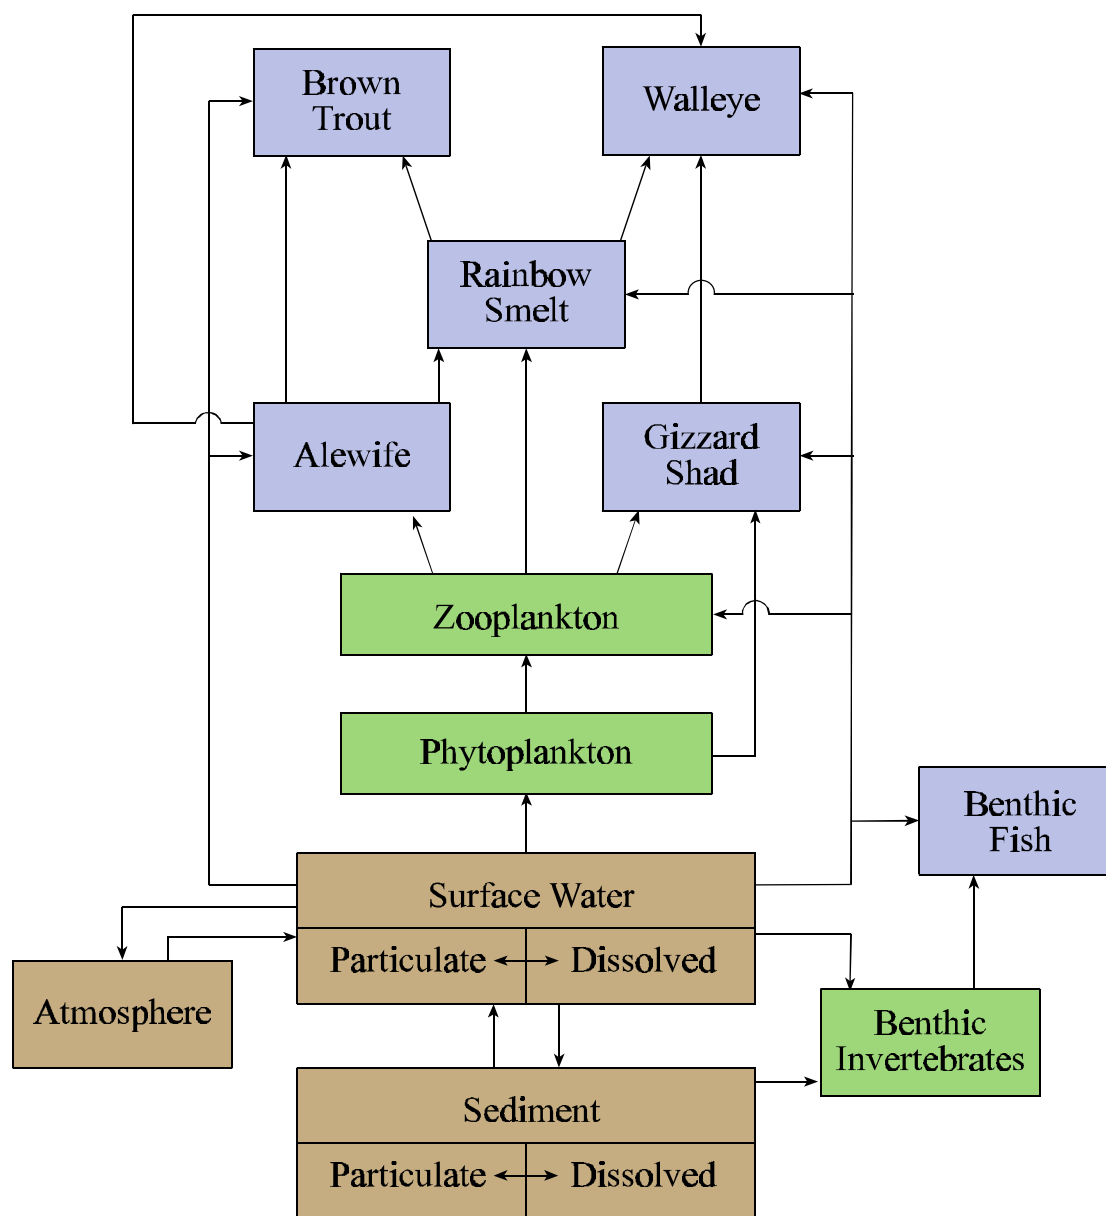 Brown
Trout
Walleye
Rainbow
Smelt
Alewife
Gizzard
Shad
Zooplankton
Phytoplankton
Benthic
Fish
Surface Water
Particulate Dissolved
Atmosphere
Benthic
Invertebrates
Sediment
Particulate Dissolved